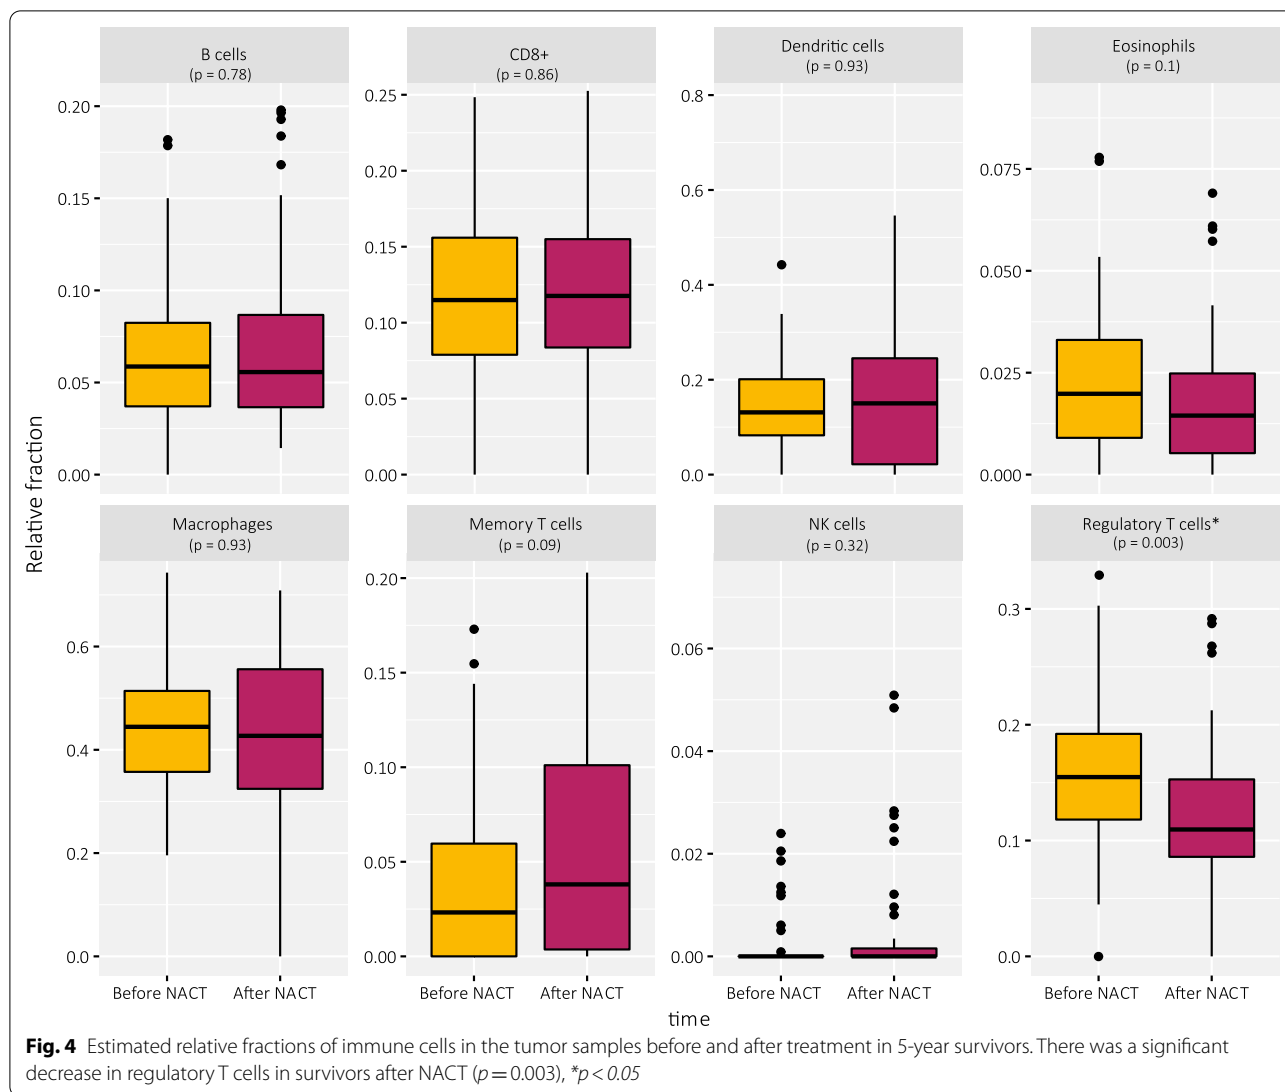 B cells
(p = 0.78)
CD8+
(p = 0.86)
Dendritic cells
(p = 0.93)
Eosinophils
(p = 0.1)
0.20
0.15
0.10
0.05
0.00
0.25
0.20
0.15
0.10
0.05
0.00
0.8
0.6
0.4
0.2
0.0
0.075
0.050
0.025
0.000
Relative fraction
Macrophages
(p = 0.93)
Memory T cells
(p = 0.09)
NK cells
(p = 0.32)
Regulatory T cells*
(p = 0.003)
0.6
0.4
0.2
0.0
0.20
0.15
0.10
0.05
0.00
0.06
0.04
0.02
0.00
0.3
0.2
0.1
0.0
Before NACT After NACT
Before NACT After NACT
Before NACT After NACT
Before NACT After NACT
time
Fig. 4 Estimated relative fractions of immune cells in the tumor samples before and after treatment in 5-year survivors. There was a significant
decrease in regulatory T cells in survivors after NACT (p = 0.003), *p < 0.05